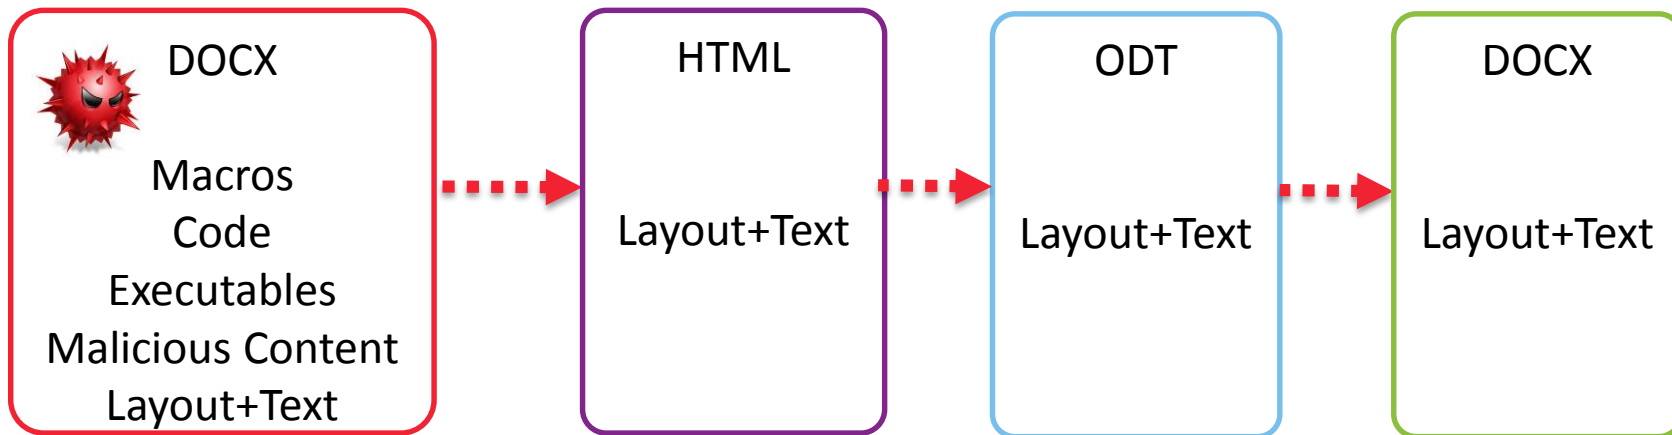 DOCX
Macros
Code
Executables
Malicious Content
Layout+Text
HTML
Layout+Text
ODT
Layout+Text
DOCX
Layout+Text